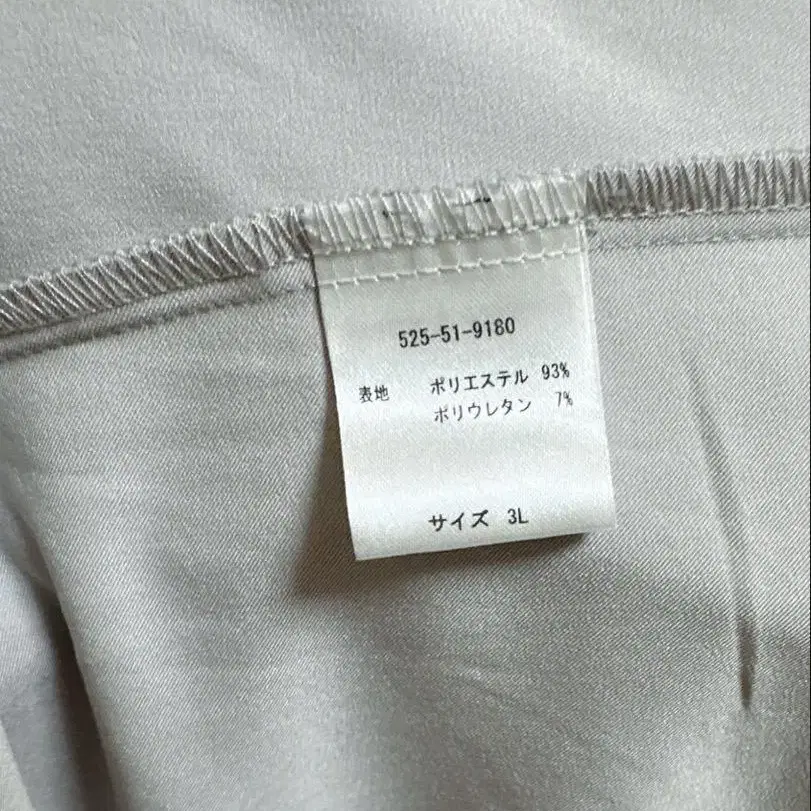 525-51-9180
表地 ポリエステル 93%
ポリウレタン 7%
サイズ 3L